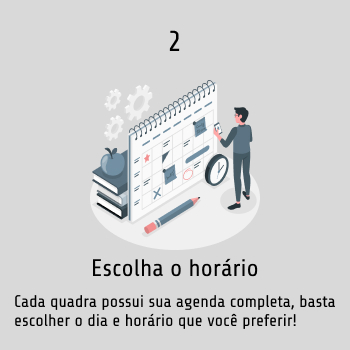 2
Escolha o horário
Cada quadra possui sua agenda completa, basta
escolher o dia e horário que você preferir!